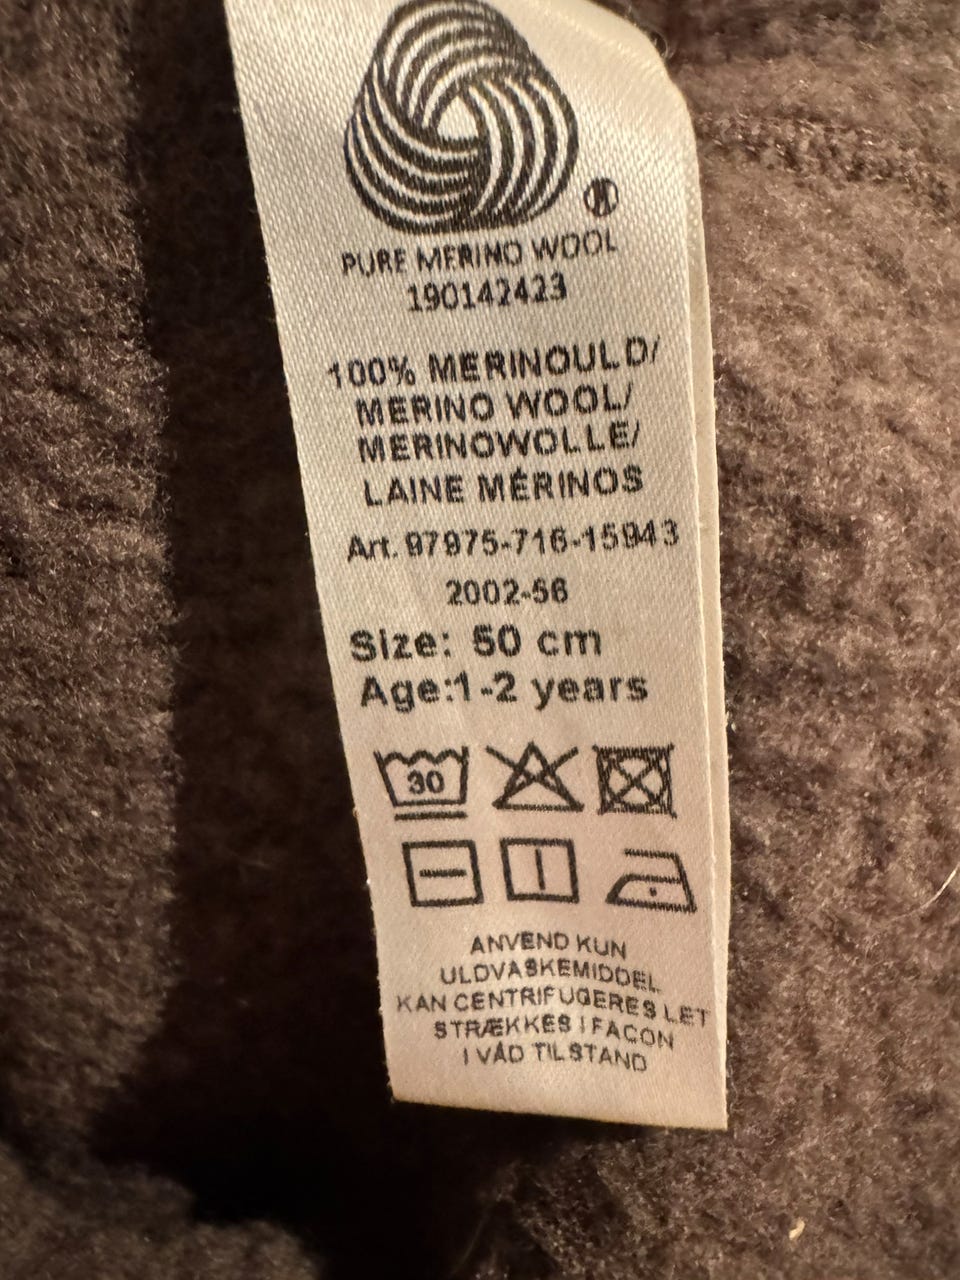 PURE MERINO WOOL
190142423
100% MERINOULD/
MERINO WOOL/
MERINOWOLLE/
LAINE MÉRINOS
Art. 97975-716-15943
2002-56
Size: 50 cm
Age:1-2 years
30
ANVEND KUN
ULDVASKEMIDDEL
KAN CENTRIFUGERES LET
STRÆKKES I FACON
I VÅD TILSTAND